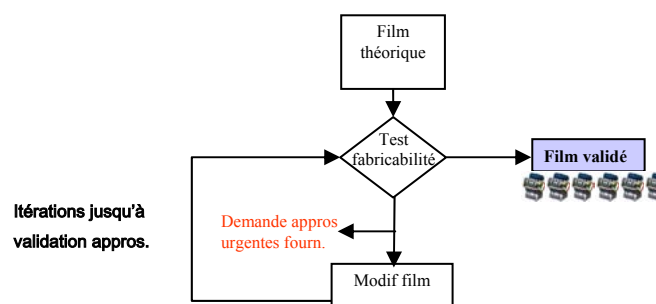 Film
théorique
Test
fabricabilité
Film validé
Itérations jusqu'à
validation appros.
Demande appros
urgentes fourn.
Modif film